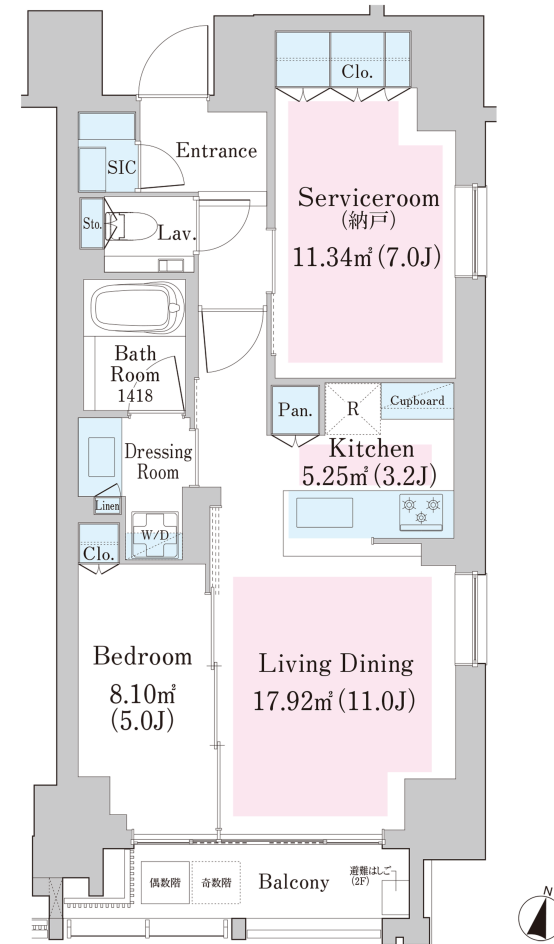 Clo.
Entrance
SIC
Serviceroom
(納戸)
11.34㎡(7.0J)
Sto.
Lav.
Bath
Room
1418
Pan.
R
Cupboard
Kitchen
5.25㎡(3.2J)
Dressing
Room
Linen
W/D
Clo.
Bedroom
8.10㎡
(5.0J)
Living Dining
17.92㎡(11.0J)
偶数階
奇数階
Balcony
避難はしご
(2F)
N